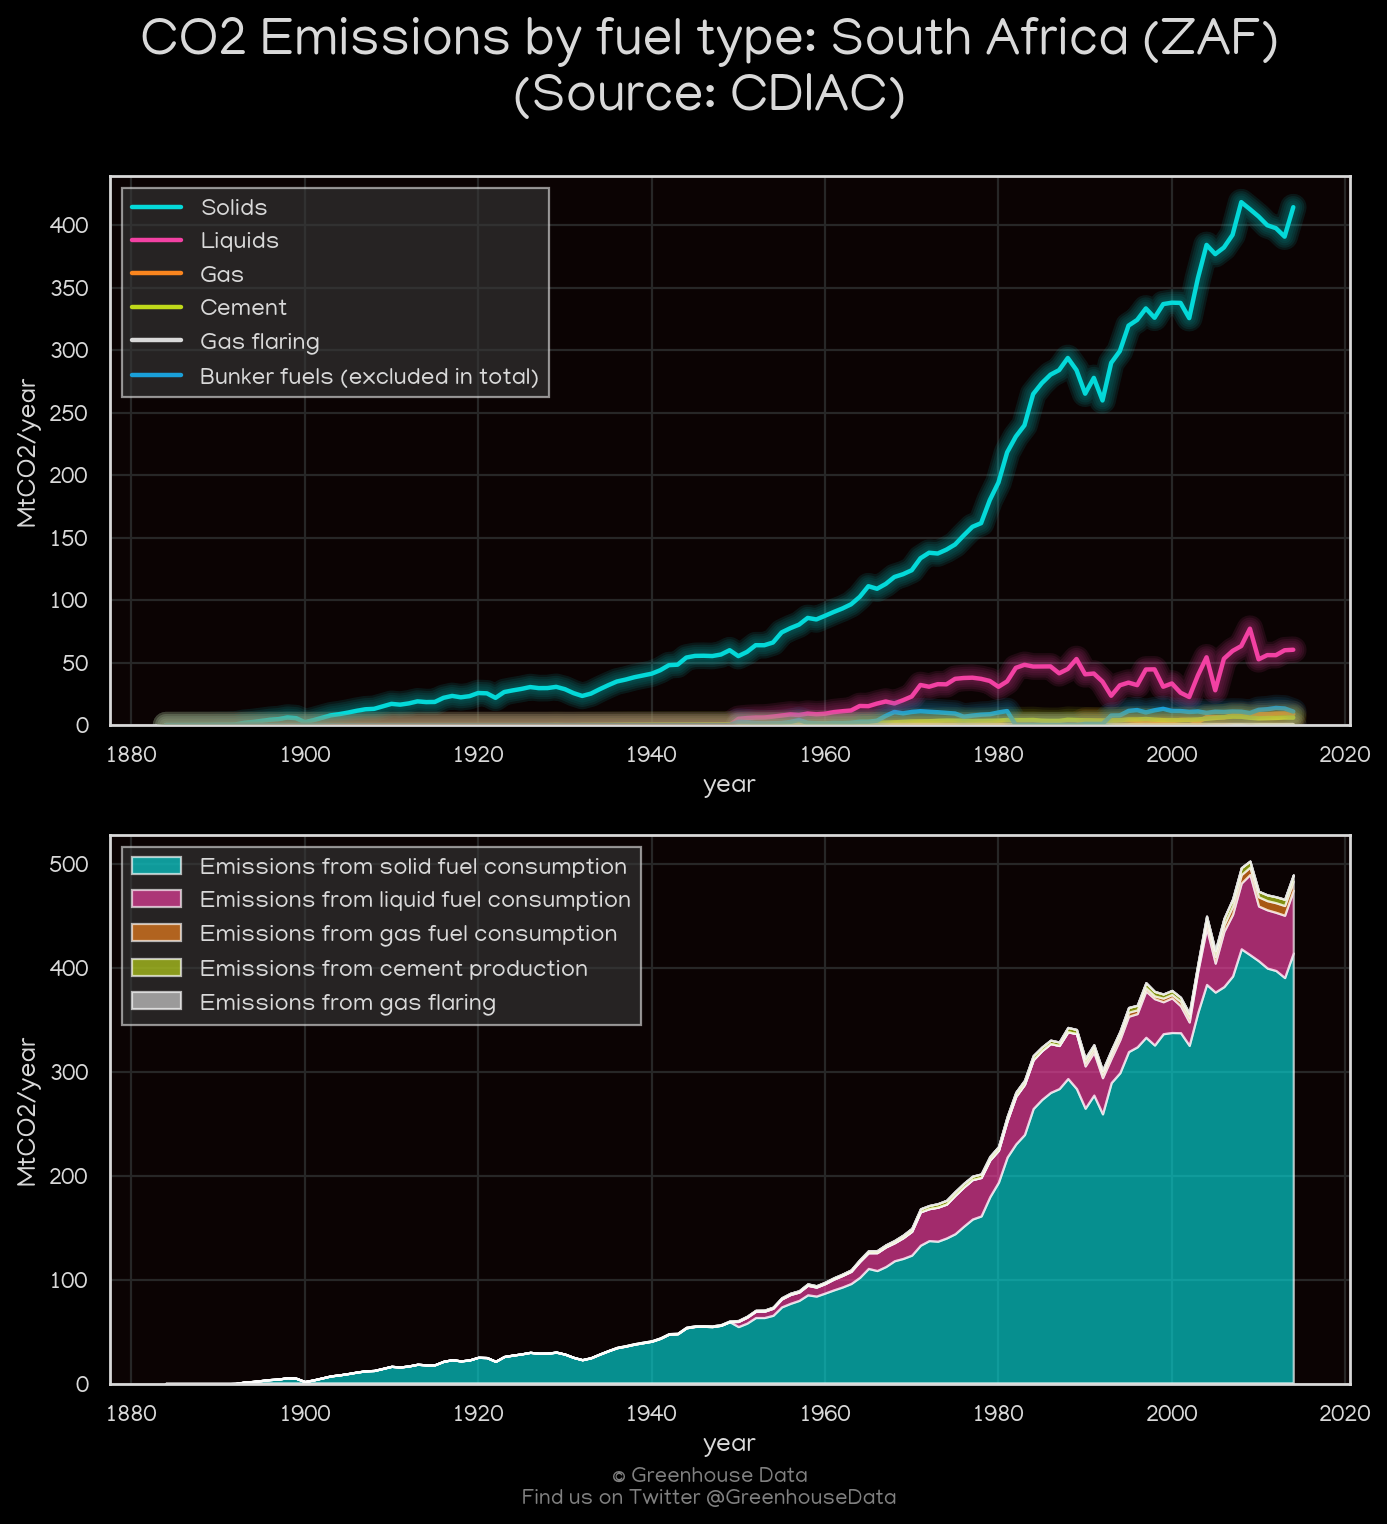 CO2 Emissions by fuel type: South Africa (ZAF)
(Source: CDIAC)
Solids
Liquids
Gas
Cement
Gas flaring
Bunker fuels (excluded in total)
MtCO2/year
400
350
300
250
200
150
100
50
0
1880 1900 1920 1940 1960 1980 2000 2020
year
Emissions from solid fuel consumption
Emissions from liquid fuel consumption
Emissions from gas fuel consumption
Emissions from cement production
Emissions from gas flaring
MtCO2/year
500
400
300
200
100
0
1880 1900 1920 1940 1960 1980 2000 2020
year
© Greenhouse Data
Find us on Twitter @GreenhouseData